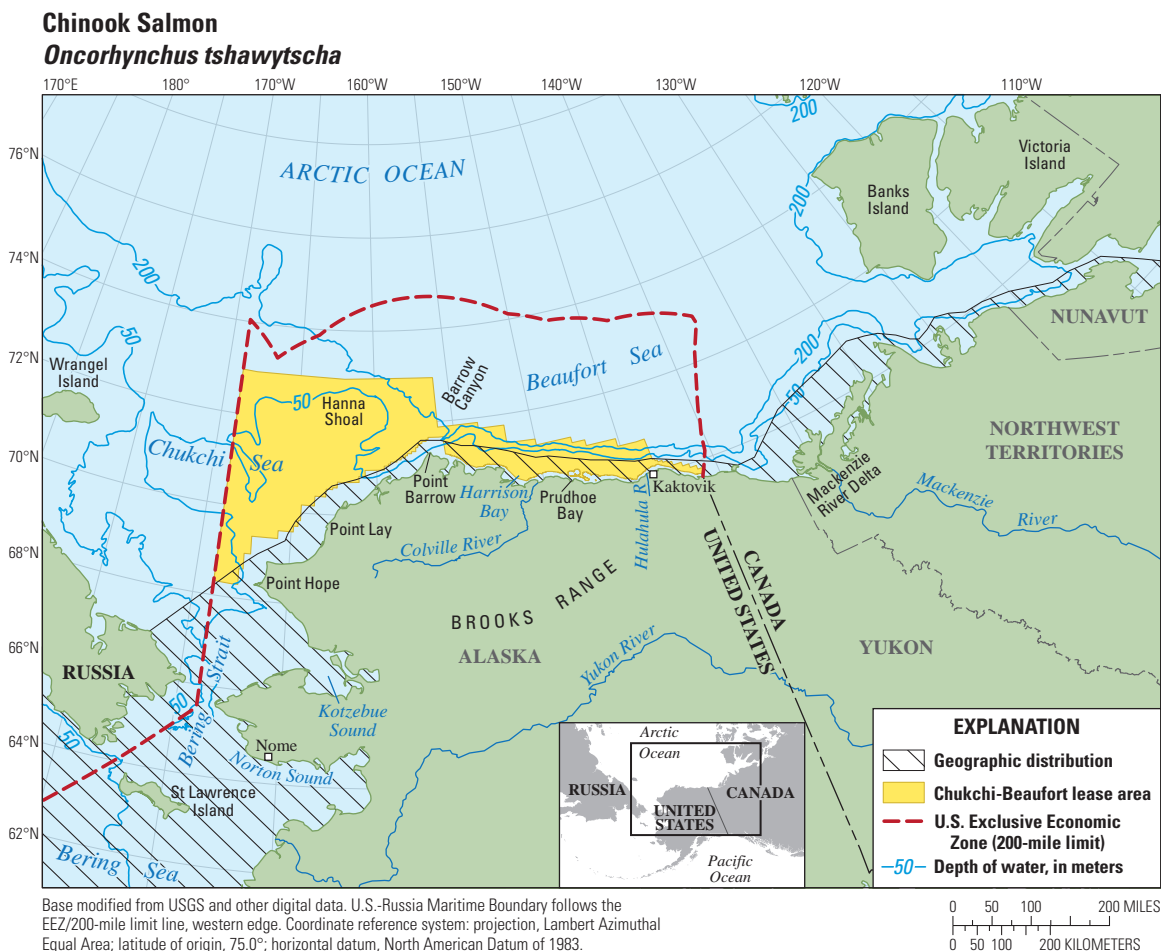 Chinook Salmon
Oncorhynchus tshawytscha
170°E
180°
170°W
160°W
150°W
140°W
130°W
120°W
110°W
76°N
74°N
72°N
70°N
68°N
66°N
64°N
62°N
ARCTIC OCEAN
200
200
200
200
Victoria
Island
Banks
Island
NUNAVUT
50
Wrangel
Island
Barrow
Canyon
Beaufort Sea
50
Hanna
Shoal
50
Chukchi Sea
NORTHWEST
TERRITORIES
Point
Barrow
Harrison
Bay
Prudhoe
Bay
Hulahula R
Kaktovik
Mackenzie
River Delta
Mackenzie River
Point Lay
Colville River
Point Hope
BROOKS RANGE
CANADA
UNITED STATES
ALASKA
YUKON
Yukon River
RUSSIA
Bering Strait
50
50
Kotzebue
Sound
Nome
Norton Sound
St Lawrence
Island
Bering Sea
Arctic
Ocean
RUSSIA
CANADA
UNITED
STATES
Pacific
Ocean
EXPLANATION
Geographic distribution
Chukchi-Beaufort lease area
U.S. Exclusive Economic
Zone (200-mile limit)
50 Depth of water, in meters
Base modified from USGS and other digital data. U.S.-Russia Maritime Boundary follows the
EEZ/200-mile limit line, western edge. Coordinate reference system: projection, Lambert Azimuthal
Equal Area; latitude of origin, 75.0°; horizontal datum, North American Datum of 1983.
0 50 100 200 MILES
0 50 100 200 KILOMETERS